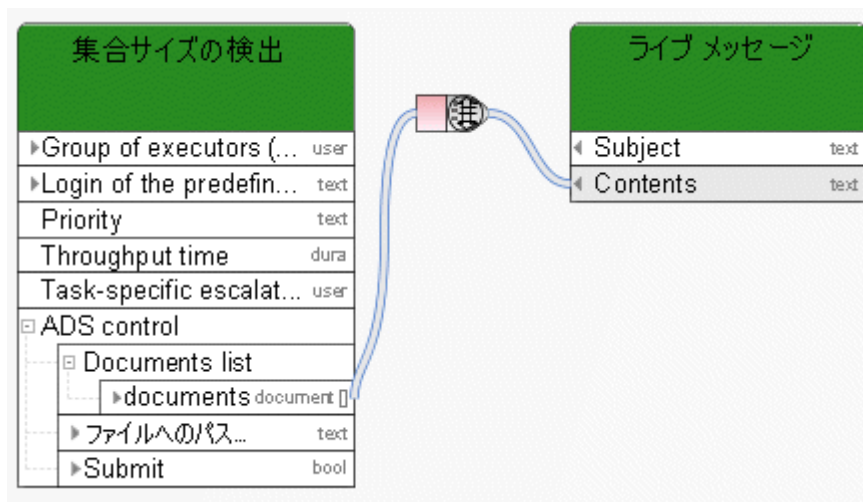 集合サイズの検出
Group of executors (... user
Login of the predefin... text
Priority text
Throughput time dura
Task-specific escalat... user
ADS control
Documents list
documents document []
ファイルへのパス... text
Submit bool
ライブ メッセージ
Subject text
Contents text